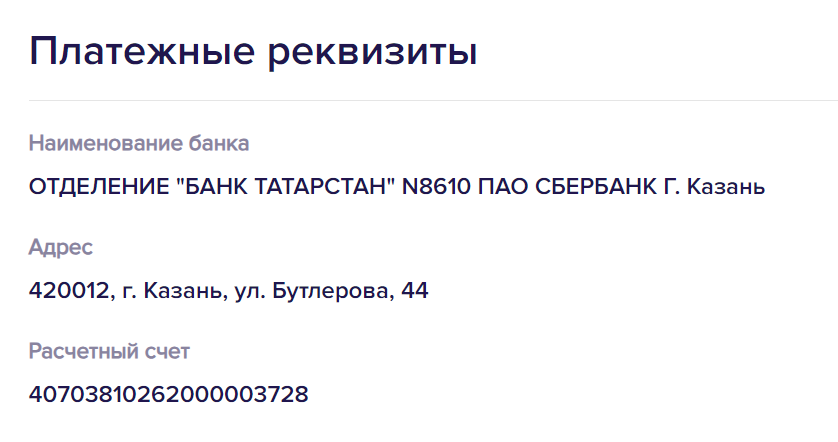 Платежные реквизиты
Наименование банка
ОТДЕЛЕНИЕ "БАНК ТАТАРСТАН" N8610 ПАО СБЕРБАНК Г. Казань
Адрес
420012, г. Казань, ул. Бутлерова, 44
Расчетный счет
40703810262000003728